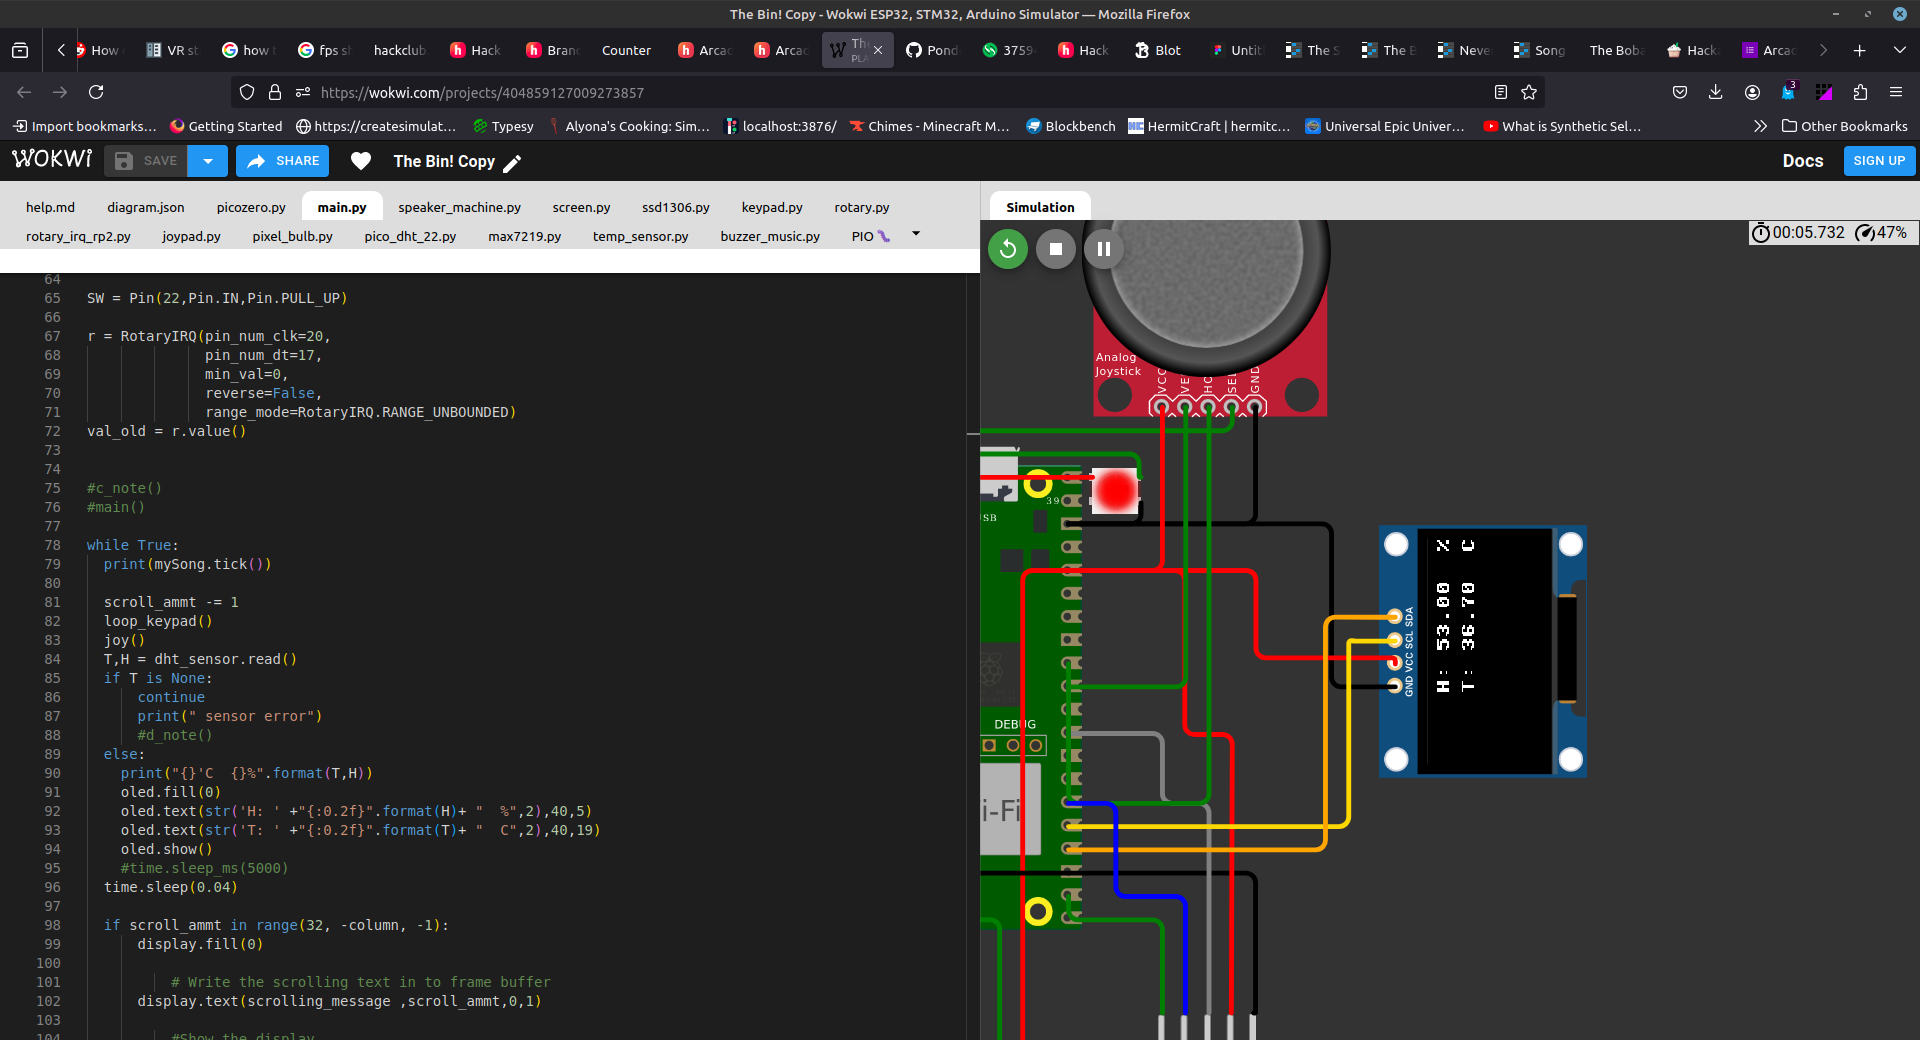 The Bin! Copy - Wokwi ESP32, STM32, Arduino Simulator — Mozilla Firefox
How
VR st
how t
fps sh
hackclub.
Hack
Bran
Counter
Arcad
Arcad
Th
PLA
Pond
3759
Hack
Blot
Untit
The S
The B
Neve
Song
The Boba
Hack
Arcad
https://wokwi.com/projects/404859127009273857
3
Import bookmarks…
Getting Started
https://createsimulat…
Typesy
Alyona's Cooking: Sim…
localhost:3876/
Chimes - Minecraft M…
Blockbench
HermitCraft | hermitc…
Universal Epic Univer…
What is Synthetic Sel…
Other Bookmarks
WOKWI
SAVE
SHARE
The Bin! Copy
Docs
SIGN UP
help.md
diagram.json
picozero.py
main.py
speaker_machine.py
screen.py
ssd1306.py
keypad.py
rotary.py
rotary_irq_rp2.py
joypad.py
pixel_bulb.py
pico_dht_22.py
max7219.py
temp_sensor.py
buzzer_music.py
PIO
64
65 SW = Pin(22,Pin.IN,Pin.PULL_UP)
66
67 r = RotaryIRQ(pin_num_clk=20,
68 pin_num_dt=17,
69 min_val=0,
70 reverse=False,
71 range_mode=RotaryIRQ.RANGE_UNBOUNDED)
72 val_old = r.value()
73
74
75 #c_note()
76 #main()
77
78 while True:
79 print(mySong.tick())
80
81 scroll_ammt -= 1
82 loop_keypad()
83 joy()
84 T,H = dht_sensor.read()
85 if T is None:
86 continue
87 print(" sensor error")
88 #d_note()
89 else:
90 print("{}'C  {}%".format(T,H))
91 oled.fill(0)
92 oled.text(str('H: ' +"{:0.2f}".format(H)+ "  %",2),40,5)
93 oled.text(str('T: ' +"{:0.2f}".format(T)+ "  C",2),40,19)
94 oled.show()
95 #time.sleep_ms(5000)
96 time.sleep(0.04)
97
98 if scroll_ammt in range(32, -column, -1):
99 display.fill(0)
100
101 # Write the scrolling text in to frame buffer
102 display.text(scrolling_message ,scroll_ammt,0,1)
103
104 #Show the display
Simulation
00:05.732
47%
Analog
Joystick
VCC
VE
HO
SEL
GND
39
USB
DEBUG
i-Fi
SDA
SCL
VCC
GND
H: 53.00  %
T: 36.70  C